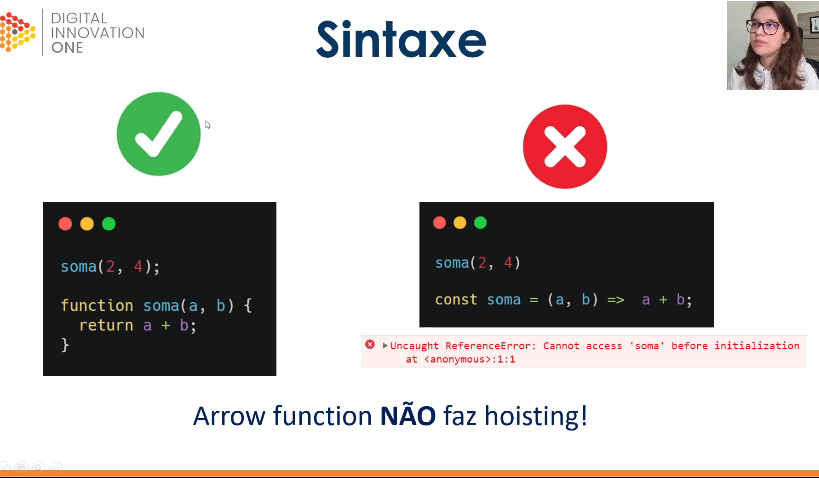 DIGITAL
INNOVATION
ONE
Sintaxe
soma(2, 4);
function soma(a, b) {
return a + b;
}
soma(2, 4)
const soma = (a, b) => a + b;
Uncaught ReferenceError: Cannot access 'soma' before initialization
at <anonymous>:1:1
Arrow function NÃO faz hoisting!